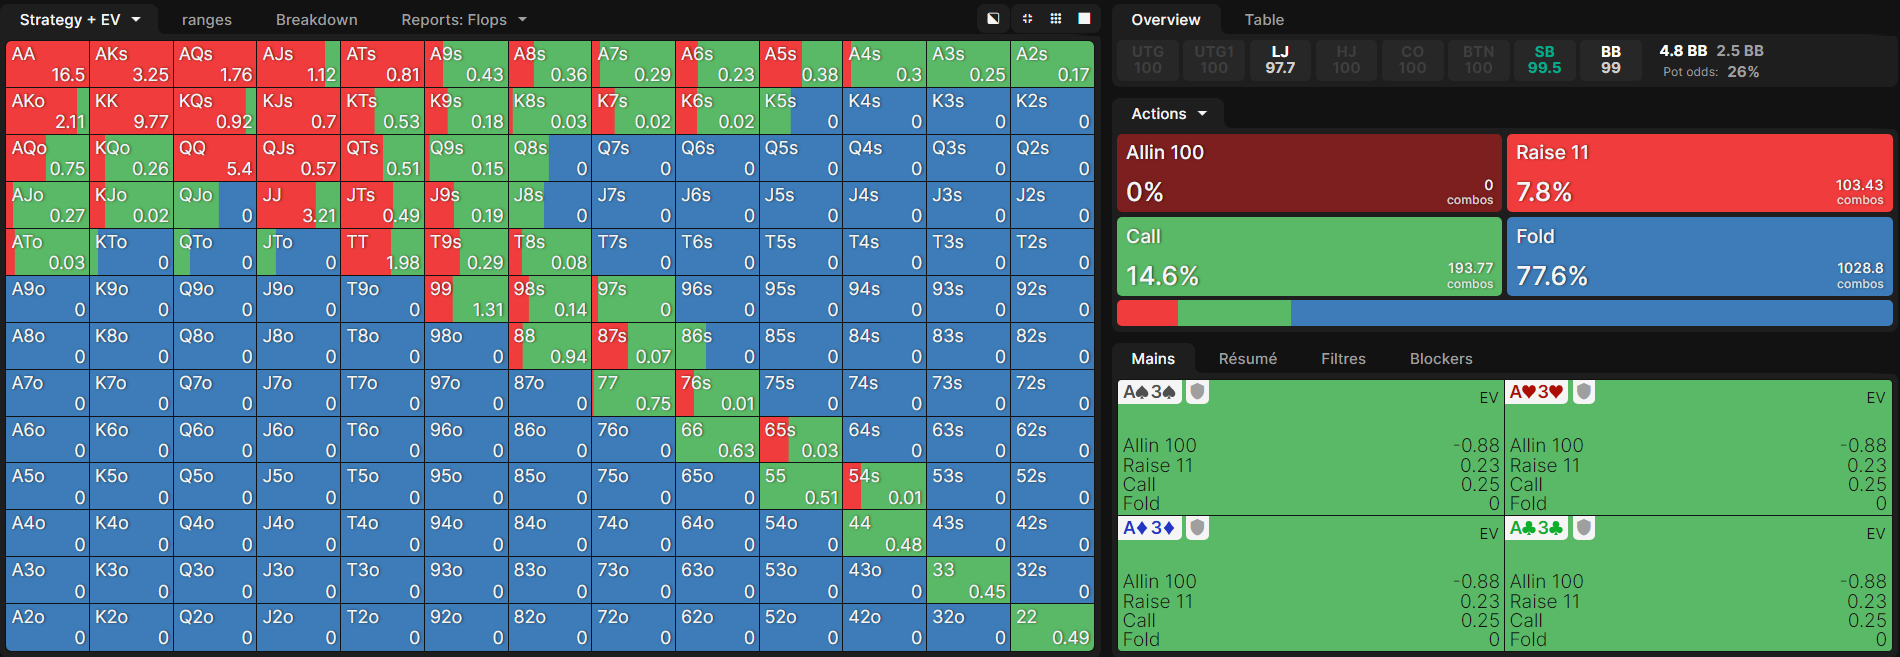 Strategy + EV ranges Breakdown Reports: Flops
AA AKs AQs AJs ATs A9s A8s A7s A6s A5s A4s A3s A2s
16.5 3.25 1.76 1.12 0.81 0.43 0.36 0.29 0.23 0.38 0.3 0.25 0.17
AKo KK KQs KJs KTs K9s K8s K7s K6s K5s K4s K3s K2s
2.11 9.77 0.92 0.7 0.53 0.18 0.03 0.02 0.02 0 0 0 0
AQo KQo QQ QJs QTs Q9s Q8s Q7s Q6s Q5s Q4s Q3s Q2s
0.75 0.26 5.4 0.57 0.51 0.15 0 0 0 0 0 0 0
AJo KJo QJo JJ JTs J9s J8s J7s J6s J5s J4s J3s J2s
0.27 0.02 0 3.21 0.49 0.19 0 0 0 0 0 0 0
ATo KTo QTo JTo TT T9s T8s T7s T6s T5s T4s T3s T2s
0.03 0 0 0 1.98 0.29 0.08 0 0 0 0 0 0
A9o K9o Q9o J9o T9o 99 98s 97s 96s 95s 94s 93s 92s
0 0 0 0 0 1.31 0.14 0 0 0 0 0 0
A8o K8o Q8o J8o T8o 98o 88 87s 86s 85s 84s 83s 82s
0 0 0 0 0 0 0.94 0.07 0 0 0 0 0
A7o K7o Q7o J7o T7o 97o 87o 77 76s 75s 74s 73s 72s
0 0 0 0 0 0 0 0.75 0.01 0 0 0 0
A6o K6o Q6o J6o T6o 96o 86o 76o 66 65s 64s 63s 62s
0 0 0 0 0 0 0 0 0.63 0.03 0 0 0
A5o K5o Q5o J5o T5o 95o 85o 75o 65o 55 54s 53s 52s
0 0 0 0 0 0 0 0 0 0.51 0.01 0 0
A4o K4o Q4o J4o T4o 94o 84o 74o 64o 54o 44 43s 42s
0 0 0 0 0 0 0 0 0 0 0.48 0 0
A3o K3o Q3o J3o T3o 93o 83o 73o 63o 53o 43o 33 32s
0 0 0 0 0 0 0 0 0 0 0 0.45 0
A2o K2o Q2o J2o T2o 92o 82o 72o 62o 52o 42o 32o 22
0 0 0 0 0 0 0 0 0 0 0 0 0.49
Overview Table
UTG UTG1 LJ HJ CO BTN SB BB 4.8 BB 2.5 BB
100 100 97.7 100 100 100 99.5 99 Pot odds: 26%
Actions
Allin 100 Raise 11
0% 0 combos 7.8% 103.43 combos
Call Fold
14.6% 193.77 combos 77.6% 1028.8 combos
Mains Résumé Filtres Blockers
A♠3♠ EV A♥3♥ EV
Allin 100 -0.88 Allin 100 -0.88
Raise 11 0.23 Raise 11 0.23
Call 0.25 Call 0.25
Fold 0 Fold 0
A♦3♦ EV A♣3♣ EV
Allin 100 -0.88 Allin 100 -0.88
Raise 11 0.23 Raise 11 0.23
Call 0.25 Call 0.25
Fold 0 Fold 0